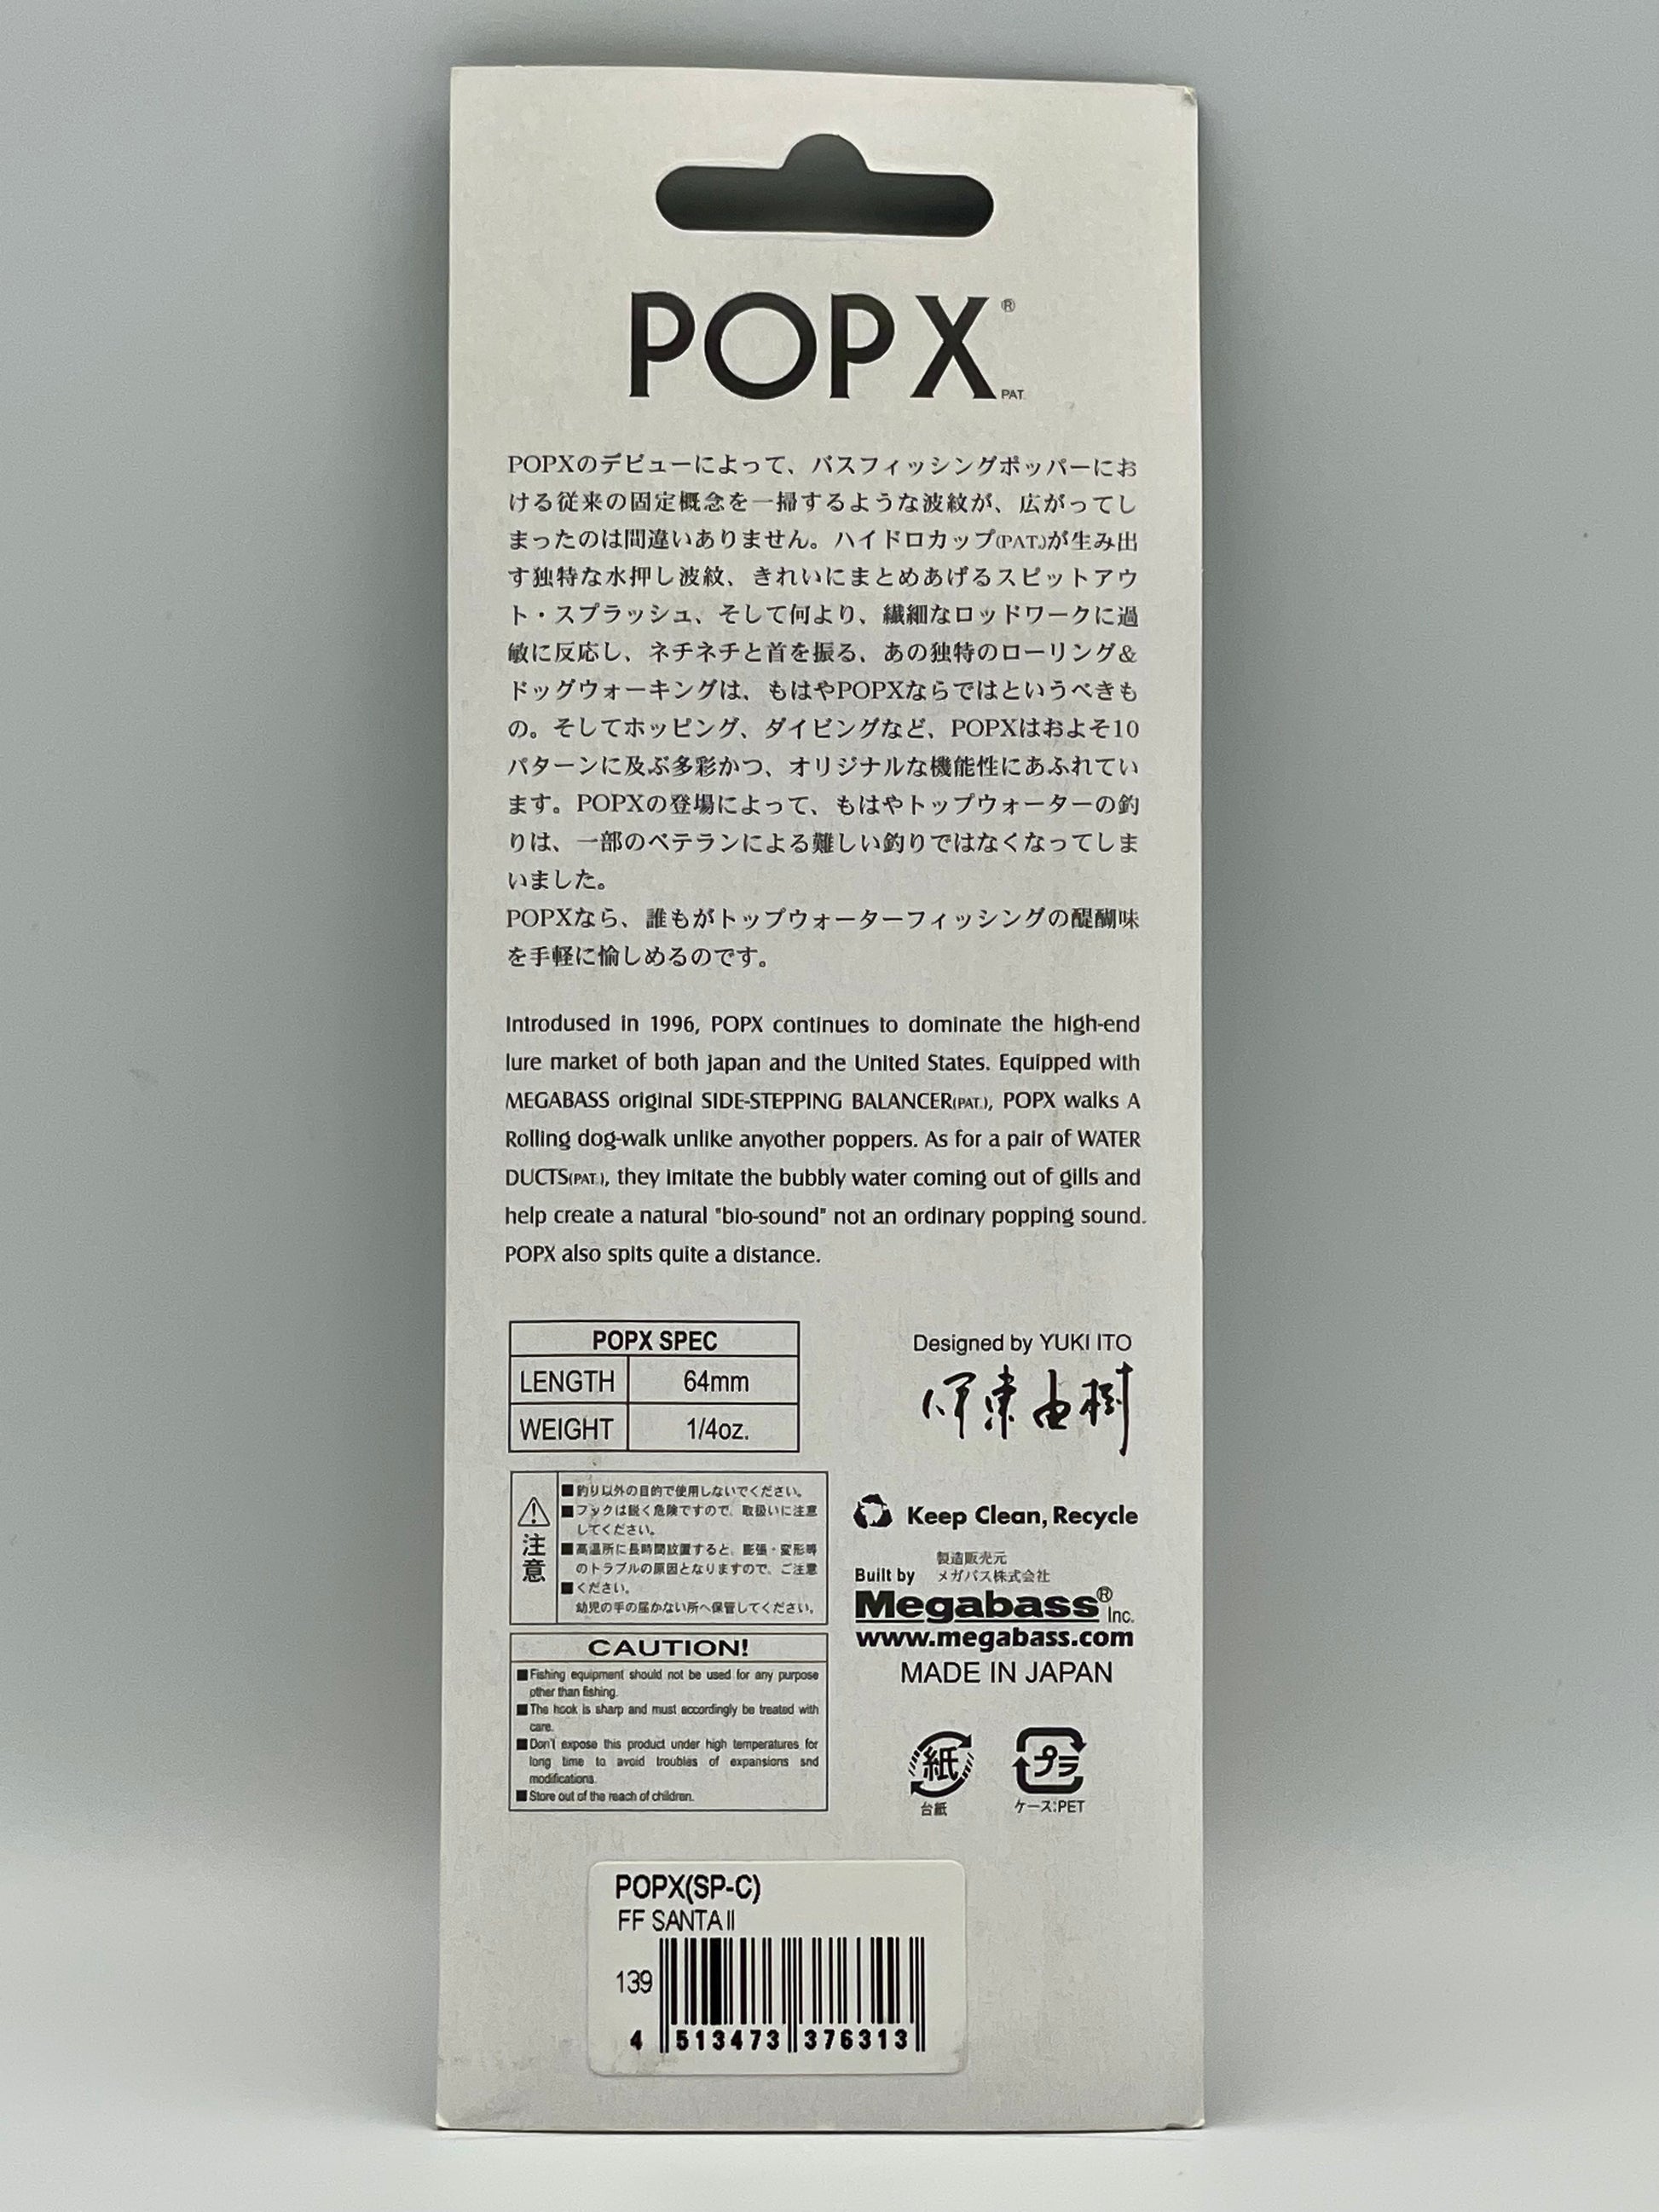 POPX®
PAT.
POPXのデビューによって、バスフィッシングポッパーにお
ける従来の固定概念を一掃するような波紋が、広がってし
まったのは間違いありません。ハイドロカップ(PAT.)が生み出
す独特な水押し波紋、きれいにまとめあげるスピットアウ
ト・スプラッシュ、そして何より、繊細なロッドワークに過
敏に反応し、ネチネチと首を振る、あの独特のローリング&
ドッグウォーキングは、もはやPOPXならではというべきも
の。そしてホッピング、ダイビングなど、POPXはおよそ10
パターンに及ぶ多彩かつ、オリジナルな機能性にあふれてい
ます。POPXの登場によって、もはやトップウォーターの釣
りは、一部のベテランによる難しい釣りではなくなってしま
いました。
POPXなら、誰もがトップウォーターフィッシングの醍醐味
を手軽に愉しめるのです。
Introdused in 1996, POPX continues to dominate the high-end
lure market of both japan and the United States. Equipped with
MEGABASS original SIDE-STEPPING BALANCER(PAT.), POPX walks A
Rolling dog-walk unlike anyother poppers. As for a pair of WATER
DUCTS(PAT.), they imitate the bubbly water coming out of gills and
help create a natural "bio-sound" not an ordinary popping sound.
POPX also spits quite a distance.
POPX SPEC
LENGTH 64mm
WEIGHT 1/4oz.
Designed by YUKI ITO
伊東由樹
注意
■釣り以外の目的で使用しないでください。
■フックは鋭く危険ですので、取扱いに注意
してください。
■高温所に長時間放置すると、膨張・変形等
のトラブルの原因となりますので、ご注意
■ください。
幼児の手の届かない所へ保管してください。
CAUTION!
■Fishing equipment should not be used for any purpose
other than fishing.
■The hook is sharp and must accordingly be treated with
care.
■Don't expose this product under high temperatures for
long time to avoid troubles of expansions snd
modifications.
■Store out of the reach of children.
Keep Clean, Recycle
製造販売元
Built by メガバス株式会社
Megabass® Inc.
www.megabass.com
MADE IN JAPAN
紙 プラ
台紙 ケース:PET
POPX(SP-C)
FF SANTA II
139
4 513473 376313